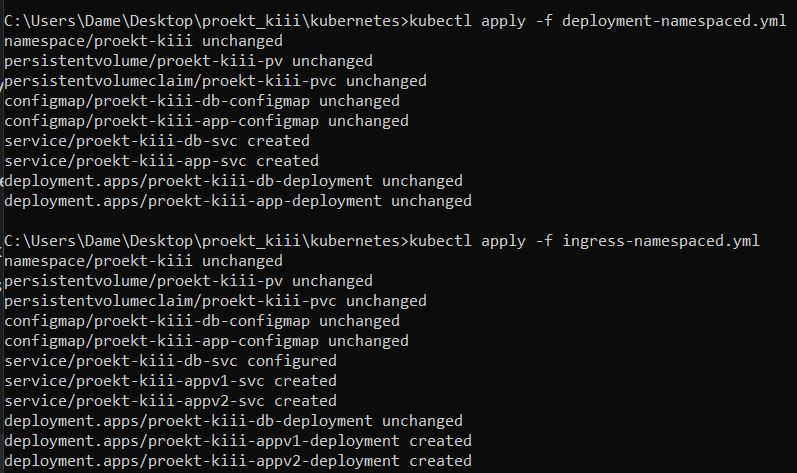 C:\Users\Dame\Desktop\proekt_kiii\kubernetes>kubectl apply -f deployment-namespaced.yml
namespace/proekt-kiii unchanged
persistentvolume/proekt-kiii-pv unchanged
persistentvolumeclaim/proekt-kiii-pvc unchanged
configmap/proekt-kiii-db-configmap unchanged
configmap/proekt-kiii-app-configmap unchanged
service/proekt-kiii-db-svc created
service/proekt-kiii-app-svc created
deployment.apps/proekt-kiii-db-deployment unchanged
deployment.apps/proekt-kiii-app-deployment unchanged
C:\Users\Dame\Desktop\proekt_kiii\kubernetes>kubectl apply -f ingress-namespaced.yml
namespace/proekt-kiii unchanged
persistentvolume/proekt-kiii-pv unchanged
persistentvolumeclaim/proekt-kiii-pvc unchanged
configmap/proekt-kiii-db-configmap unchanged
configmap/proekt-kiii-app-configmap unchanged
service/proekt-kiii-db-svc configured
service/proekt-kiii-appv1-svc created
service/proekt-kiii-appv2-svc created
deployment.apps/proekt-kiii-db-deployment unchanged
deployment.apps/proekt-kiii-appv1-deployment created
deployment.apps/proekt-kiii-appv2-deployment created